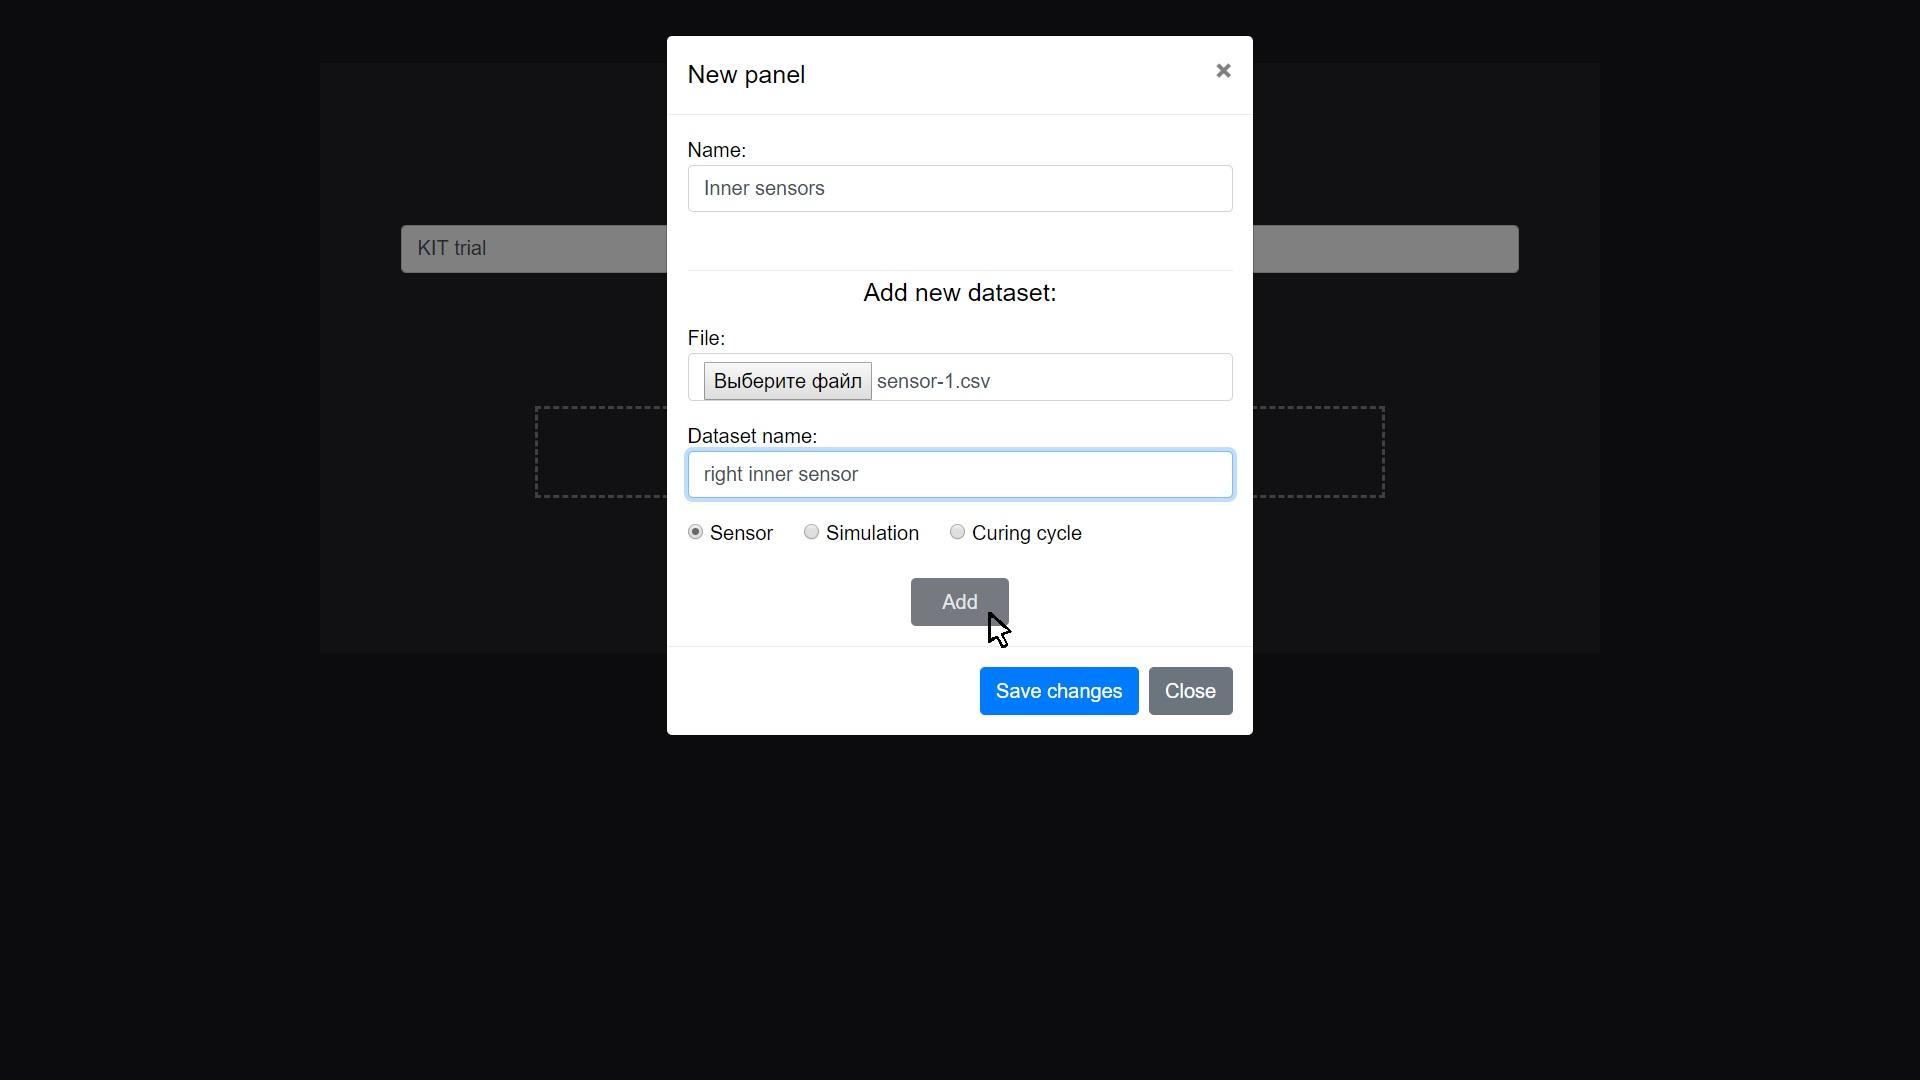 New panel
×
Name:
Inner sensors
KIT trial
Add new dataset:
File:
Выберите файл sensor-1.csv
Dataset name:
right inner sensor
Sensor Simulation Curing cycle
Add
Save changes Close